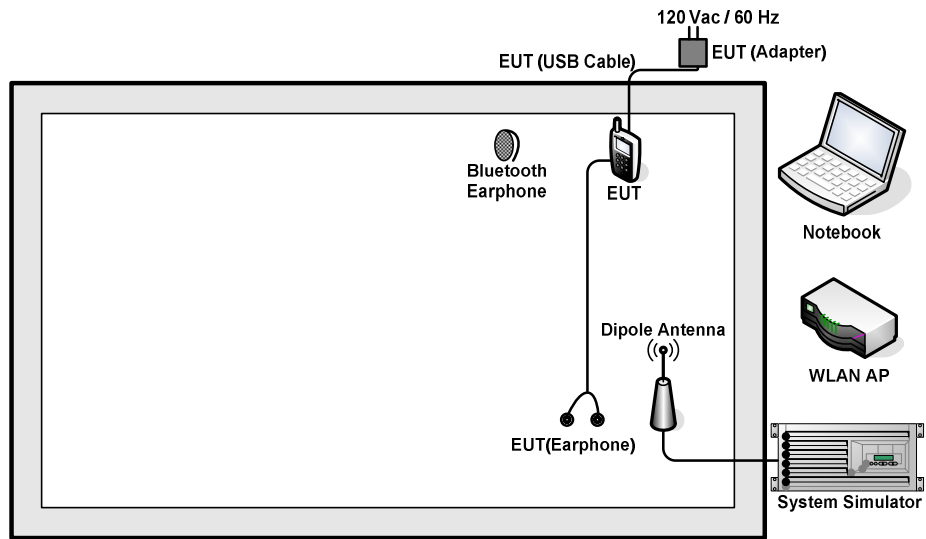 120 Vac / 60 Hz
EUT (USB Cable)
EUT (Adapter)
Bluetooth
Earphone
EUT
Notebook
Dipole Antenna
WLAN AP
EUT(Earphone)
System Simulator